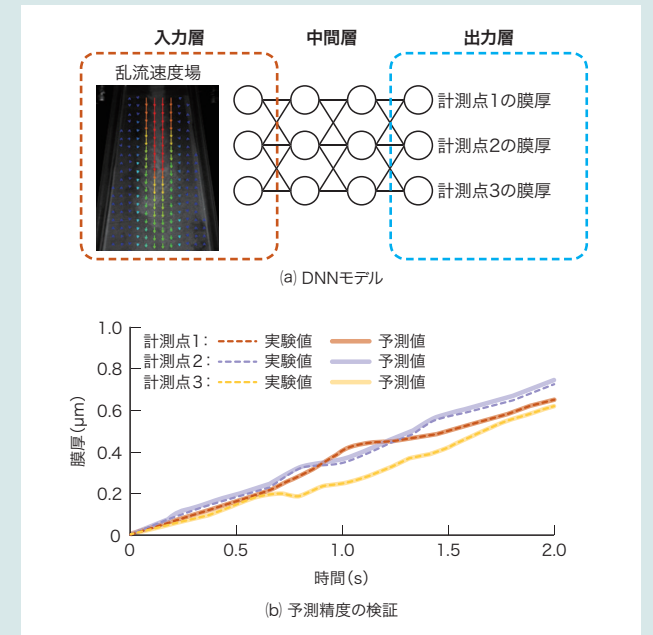 入力層 中間層 出力層
乱流速度場
計測点1の膜厚
計測点2の膜厚
計測点3の膜厚
(a) DNNモデル
1.0
0.8
0.6
0.4
0.2
0
膜厚(μm)
計測点1: 実験値 予測値
計測点2: 実験値 予測値
計測点3: 実験値 予測値
0 0.5 1.0 1.5 2.0
時間(s)
(b) 予測精度の検証